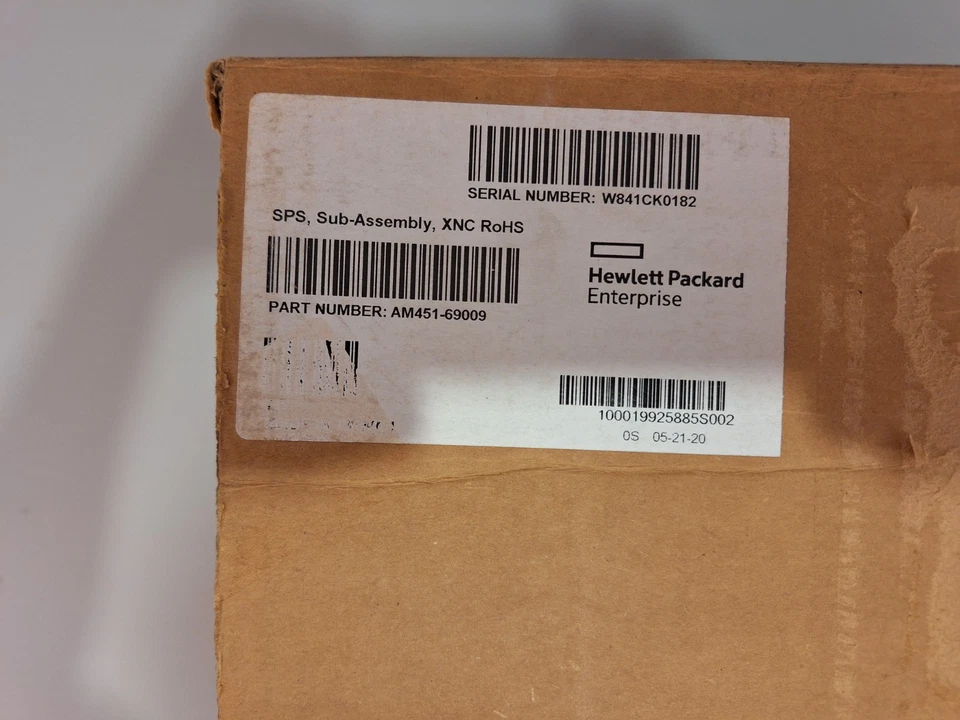 SERIAL NUMBER: W841CK0182
SPS, Sub-Assembly, XNC RoHS
PART NUMBER: AM451-69009
Hewlett Packard
Enterprise
100019925885S002
0S 05-21-20